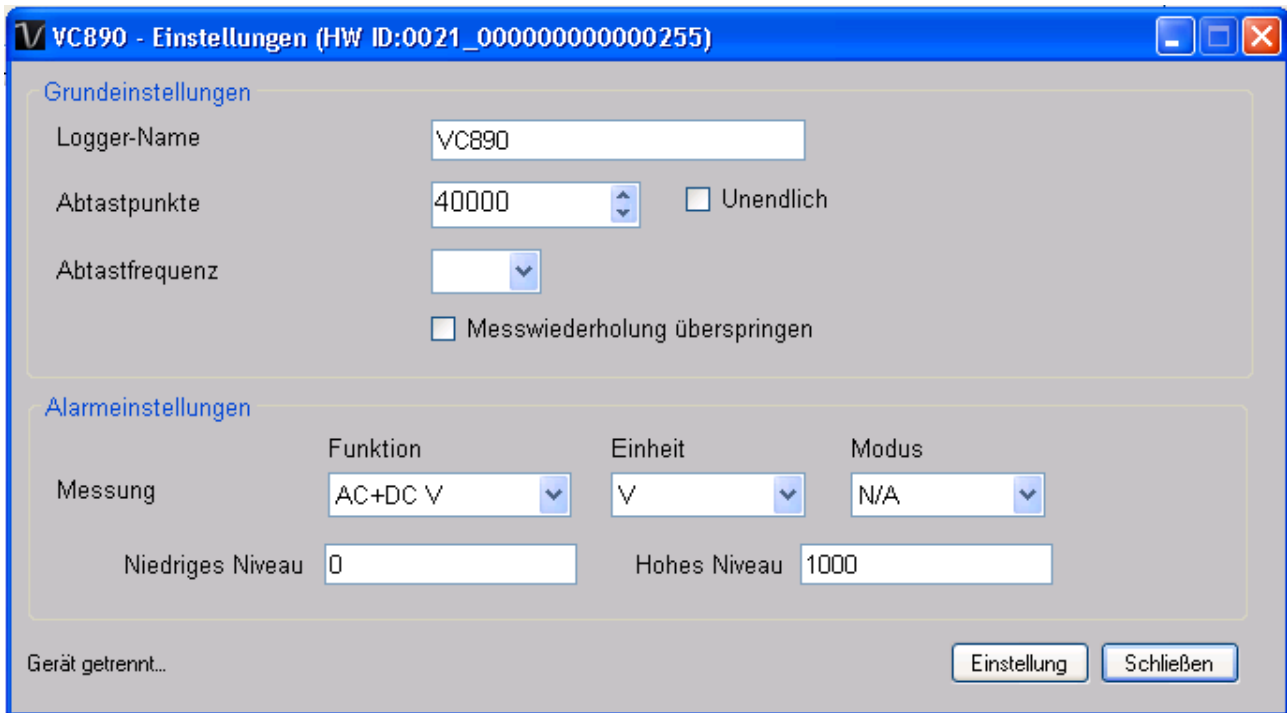 VC890 - Einstellungen (HW ID:0021_000000000000255)
Grundeinstellungen
Logger-Name VC890
Abtastpunkte 40000 Unendlich
Abtastfrequenz
Messwiederholung überspringen
Alarmeinstellungen
Funktion Einheit Modus
Messung AC+DC V V N/A
Niedriges Niveau 0 Hohes Niveau 1000
Gerät getrennt... Einstellung Schließen